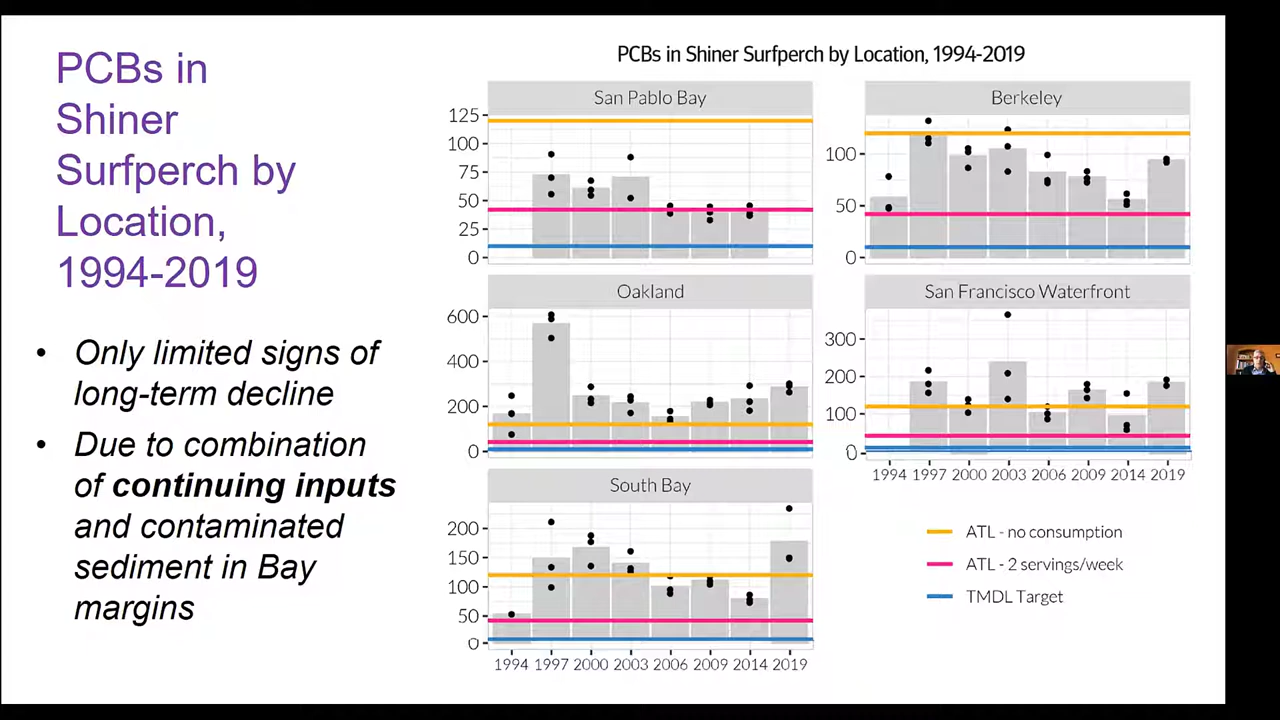 PCBs in
Shiner
Surfperch by
Location,
1994-2019
• Only limited signs of
long-term decline
• Due to combination
of continuing inputs
and contaminated
sediment in Bay
margins
PCBs in Shiner Surfperch by Location, 1994-2019
San Pablo Bay
125
100
75
50
25
0
Berkeley
100
50
0
Oakland
600
400
200
0
San Francisco Waterfront
300
200
100
0
1994 1997 2000 2003 2006 2009 2014 2019
South Bay
200
150
100
50
0
1994 1997 2000 2003 2006 2009 2014 2019
ATL - no consumption
ATL - 2 servings/week
TMDL Target